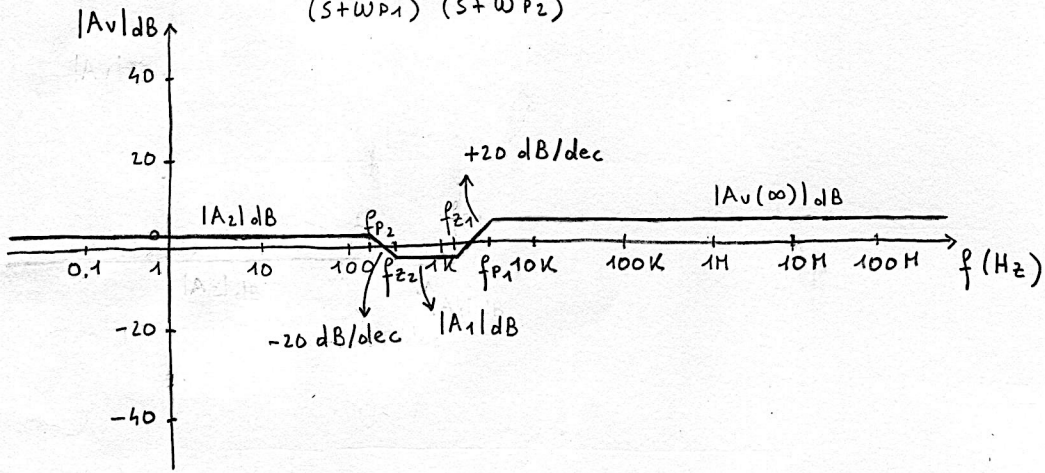 (S+ωP1) (S+ωP2)
|Av|dB
40
+20 dB/dec
20
|A2|dB
fP2
fZ1
|Av(∞)|dB
0
0,1 1 10 100 1K 10K 100K 1M 10M 100M f (Hz)
fZ2
fP1
-20 dB/dec
|A1|dB
-20
-40